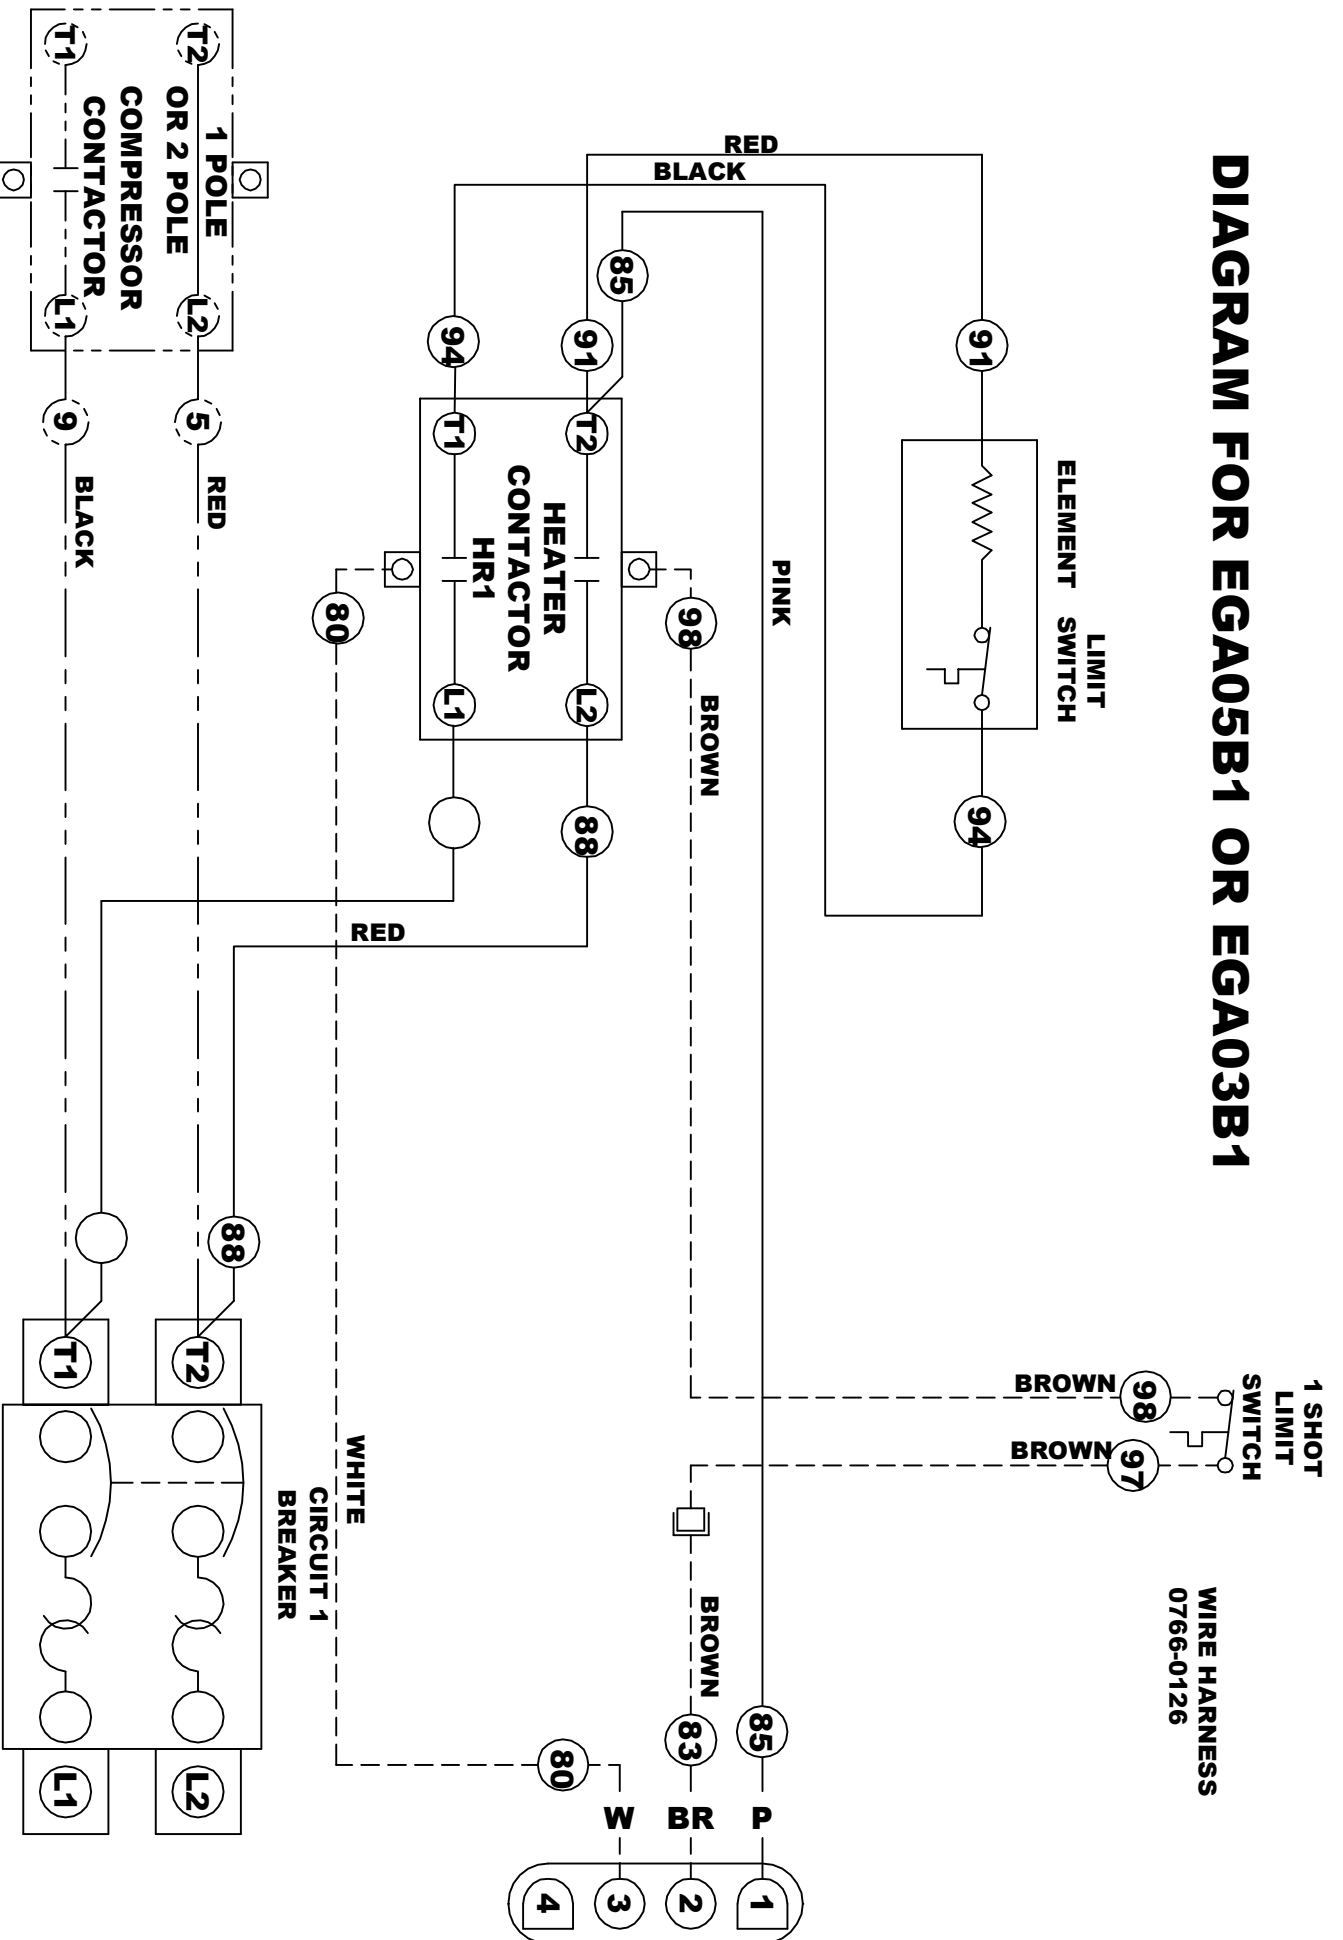 DIAGRAM FOR EGA05B1 OR EGA03B1
1 SHOT
LIMIT
SWITCH
WIRE HARNESS
0766-0126
LIMIT
ELEMENT SWITCH
91
94
RED
BLACK
85
PINK
BROWN
98
BROWN
97
94
91
T1
T2
HEATER
CONTACTOR
HR1
L1
L2
98
BROWN
80
88
RED
BROWN
83
85
80
W
BR
P
1
2
3
4
WHITE
T2
T1
1 POLE
OR 2 POLE
COMPRESSOR
CONTACTOR
L2
L1
5
9
RED
BLACK
88
T2
T1
CIRCUIT 1
BREAKER
L2
L1